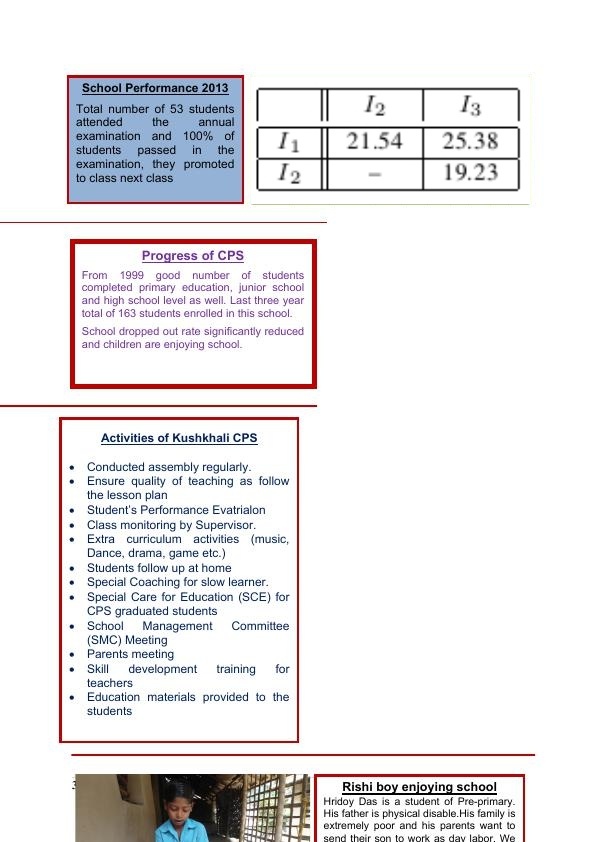 School Performance 2013
Total number of 53 students
attended the annual
examination and 100% of
students passed in the
examination, they promoted
to class next class
I2 I3
I1 21.54 25.38
I2 – 19.23
Progress of CPS
From 1999 good number of students
completed primary education, junior school
and high school level as well. Last three year
total of 163 students enrolled in this school.
School dropped out rate significantly reduced
and children are enjoying school.
Activities of Kushkhali CPS
• Conducted assembly regularly.
• Ensure quality of teaching as follow
the lesson plan
• Student’s Performance Evatrialon
• Class monitoring by Supervisor.
• Extra curriculum activities (music,
Dance, drama, game etc.)
• Students follow up at home
• Special Coaching for slow learner.
• Special Care for Education (SCE) for
CPS graduated students
• School Management Committee
(SMC) Meeting
• Parents meeting
• Skill development training for
teachers
• Education materials provided to the
students
Rishi boy enjoying school
Hridoy Das is a student of Pre-primary.
His father is physical disable.His family is
extremely poor and his parents want to
send their son to work as day labor. We